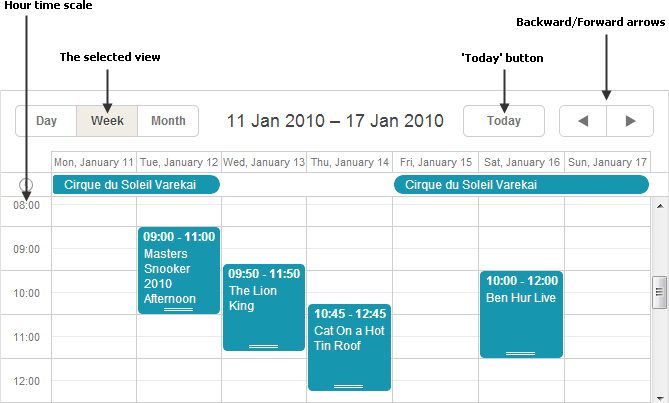 Hour time scale
Backward/Forward arrows
The selected view
'Today' button
Day Week Month 11 Jan 2010 – 17 Jan 2010 Today
Mon, January 11 Tue, January 12 Wed, January 13 Thu, January 14 Fri, January 15 Sat, January 16 Sun, January 17
Cirque du Soleil Varekai Cirque du Soleil Varekai
08:00
09:00
10:00
11:00
12:00
09:00 - 11:00
Masters
Snooker
2010
Afternoon
09:50 - 11:50
The Lion
King
10:45 - 12:45
Cat On a Hot
Tin Roof
10:00 - 12:00
Ben Hur Live